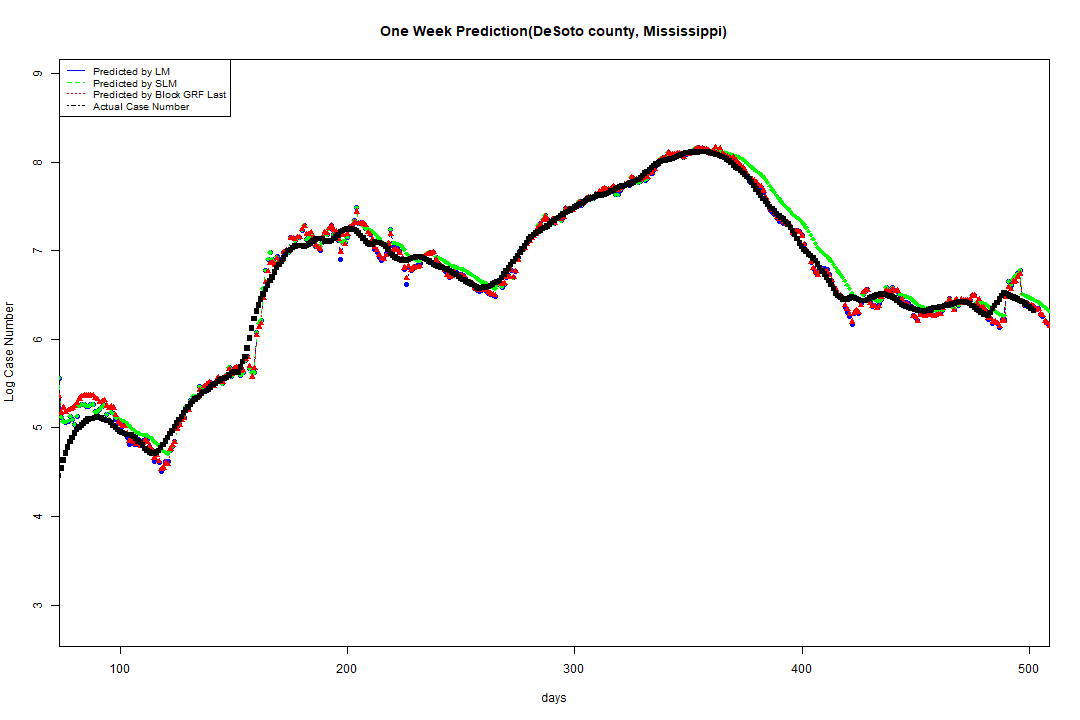 One Week Prediction(DeSoto county, Mississippi)
Predicted by LM
Predicted by SLM
Predicted by Block GRF Last
Actual Case Number
9
8
7
6
5
4
3
Log Case Number
100 200 300 400 500
days